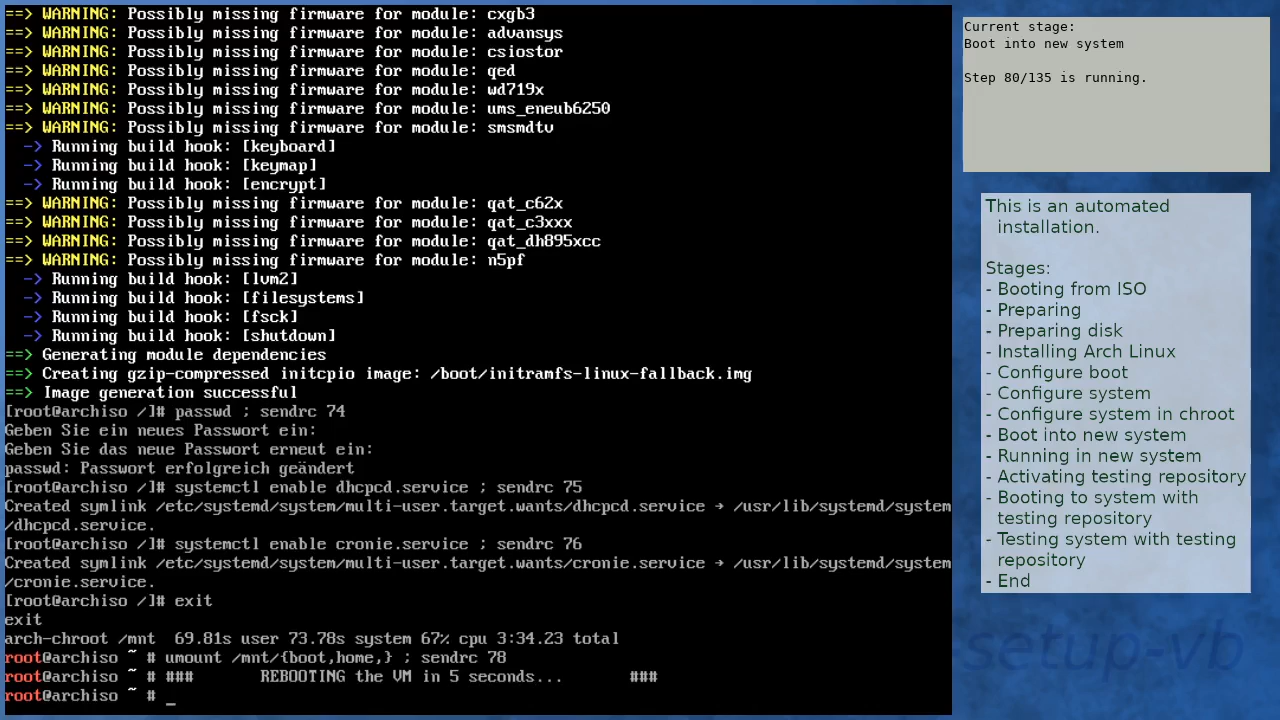 ==> WARNING: Possibly missing firmware for module: cxgb3
==> WARNING: Possibly missing firmware for module: advansys
==> WARNING: Possibly missing firmware for module: csiostor
==> WARNING: Possibly missing firmware for module: qed
==> WARNING: Possibly missing firmware for module: wd719x
==> WARNING: Possibly missing firmware for module: ums_eneub6250
==> WARNING: Possibly missing firmware for module: smsmdtv
-> Running build hook: [keyboard]
-> Running build hook: [keymap]
-> Running build hook: [encrypt]
==> WARNING: Possibly missing firmware for module: qat_c62x
==> WARNING: Possibly missing firmware for module: qat_c3xxx
==> WARNING: Possibly missing firmware for module: qat_dh895xcc
==> WARNING: Possibly missing firmware for module: n5pf
-> Running build hook: [lvm2]
-> Running build hook: [filesystems]
-> Running build hook: [fsck]
-> Running build hook: [shutdown]
==> Generating module dependencies
==> Creating gzip-compressed initcpio image: /boot/initramfs-linux-fallback.img
==> Image generation successful
[root@archiso /]# passwd ; sendrc 74
Geben Sie ein neues Passwort ein:
Geben Sie das neue Passwort erneut ein:
passwd: Passwort erfolgreich geändert
[root@archiso /]# systemctl enable dhcpcd.service ; sendrc 75
Created symlink /etc/systemd/system/multi-user.target.wants/dhcpcd.service → /usr/lib/systemd/system
/dhcpcd.service.
[root@archiso /]# systemctl enable cronie.service ; sendrc 76
Created symlink /etc/systemd/system/multi-user.target.wants/cronie.service → /usr/lib/systemd/system
/cronie.service.
[root@archiso /]# exit
exit
arch-chroot /mnt  69.81s user 73.78s system 67% cpu 3:34.23 total
root@archiso ~ # umount /mnt/{boot,home,} ; sendrc 78
root@archiso ~ # ###       REBOOTING the VM in 5 seconds...       ###
root@archiso ~ # _
Current stage:
Boot into new system
Step 80/135 is running.
This is an automated
installation.
Stages:
- Booting from ISO
- Preparing
- Preparing disk
- Installing Arch Linux
- Configure boot
- Configure system
- Configure system in chroot
- Boot into new system
- Running in new system
- Activating testing repository
- Booting to system with
testing repository
- Testing system with testing
repository
- End
-setup-vb